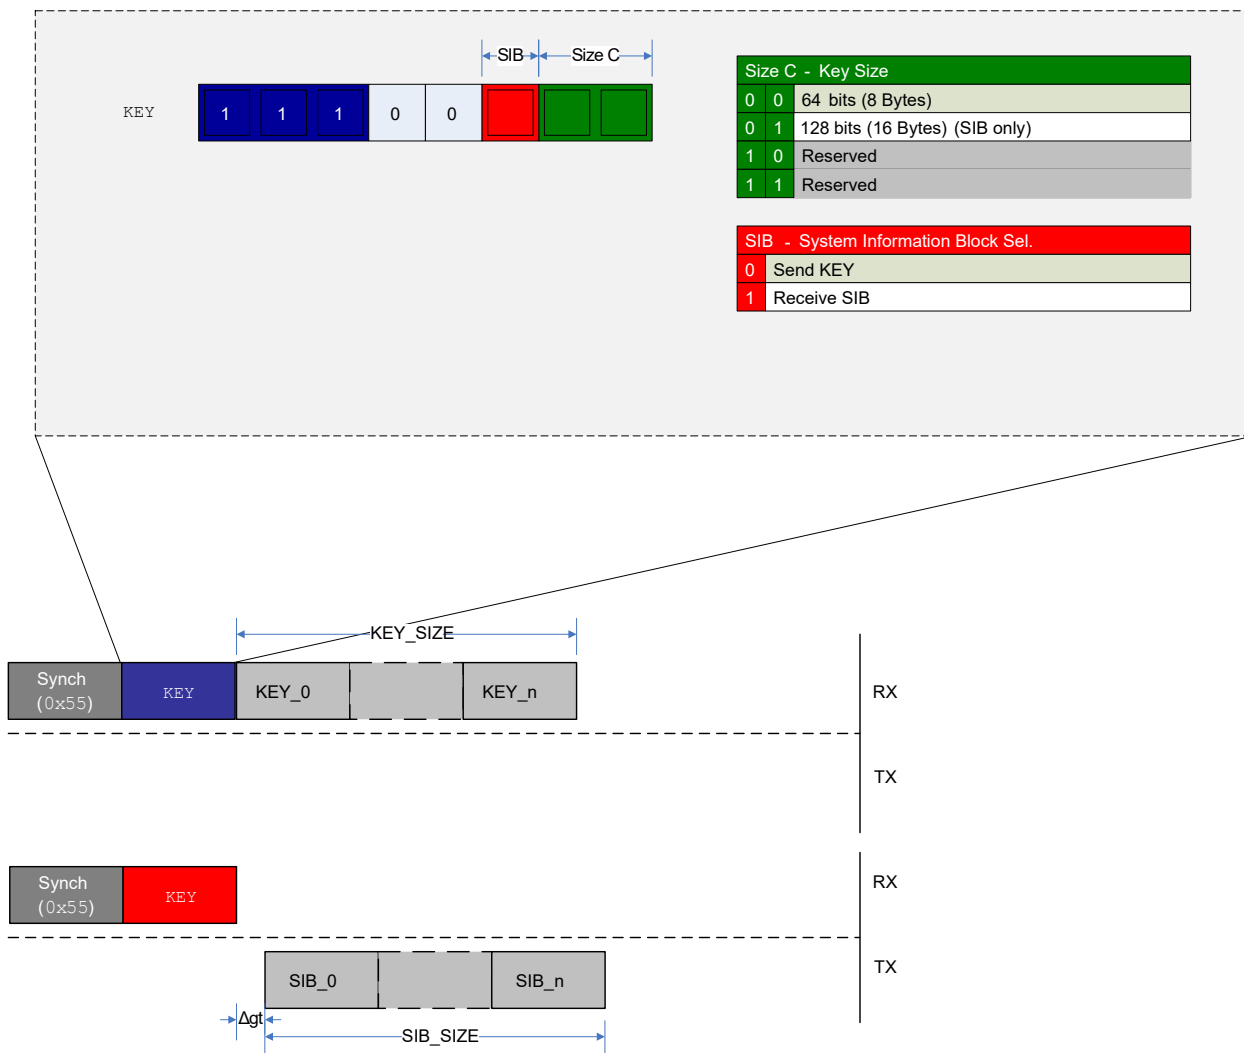 SIB Size C
KEY 1 1 1 0 0
Size C - Key Size
0 0 64 bits (8 Bytes)
0 1 128 bits (16 Bytes) (SIB only)
1 0 Reserved
1 1 Reserved
SIB - System Information Block Sel.
0 Send KEY
1 Receive SIB
KEY_SIZE
Synch
(0x55)
KEY
KEY_0
KEY_n
RX
TX
Synch
(0x55)
KEY
RX
SIB_0
SIB_n
TX
Δgt
SIB_SIZE